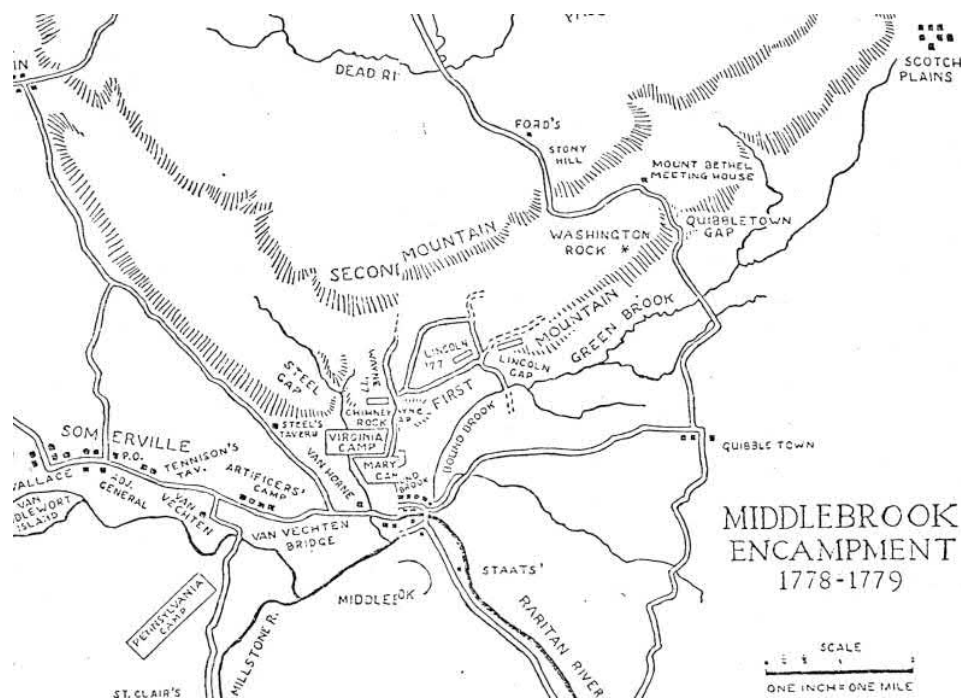 SCOTCH
PLAINS
FORD'S
STONY
HILL
MOUNT BETHEL
MEETING HOUSE
QUIBBLETOWN
GAP
WASHINGTON
ROCK *
SECOND MOUNTAIN
FIRST MOUNTAIN
GREEN BROOK
LINCOLN
'77
WAYNE
'77
LINCOLN
GAP
STEEL
GAP
CHIMNEY
ROCK
STEEL'S
TAVERN
VIRGINIA
CAMP
BOUND BROOK
VAN HORNE
QUIBBLE TOWN
SOMERVILLE
P.O.
TENNISON'S
TAV.
ARTIFICERS'
CAMP
WALLACE
ADJ.
GENERAL
VAN
VECHTEN
VAN
ISLAND
VAN VECHTEN
BRIDGE
STAATS'
RARITAN RIVER
PENNSYLVANIA
CAMP
MILLSTONE R.
ST. CLAIR'S
MIDDLEBROOK
ENCAMPMENT
1778-1779
SCALE
ONE INCH = ONE MILE